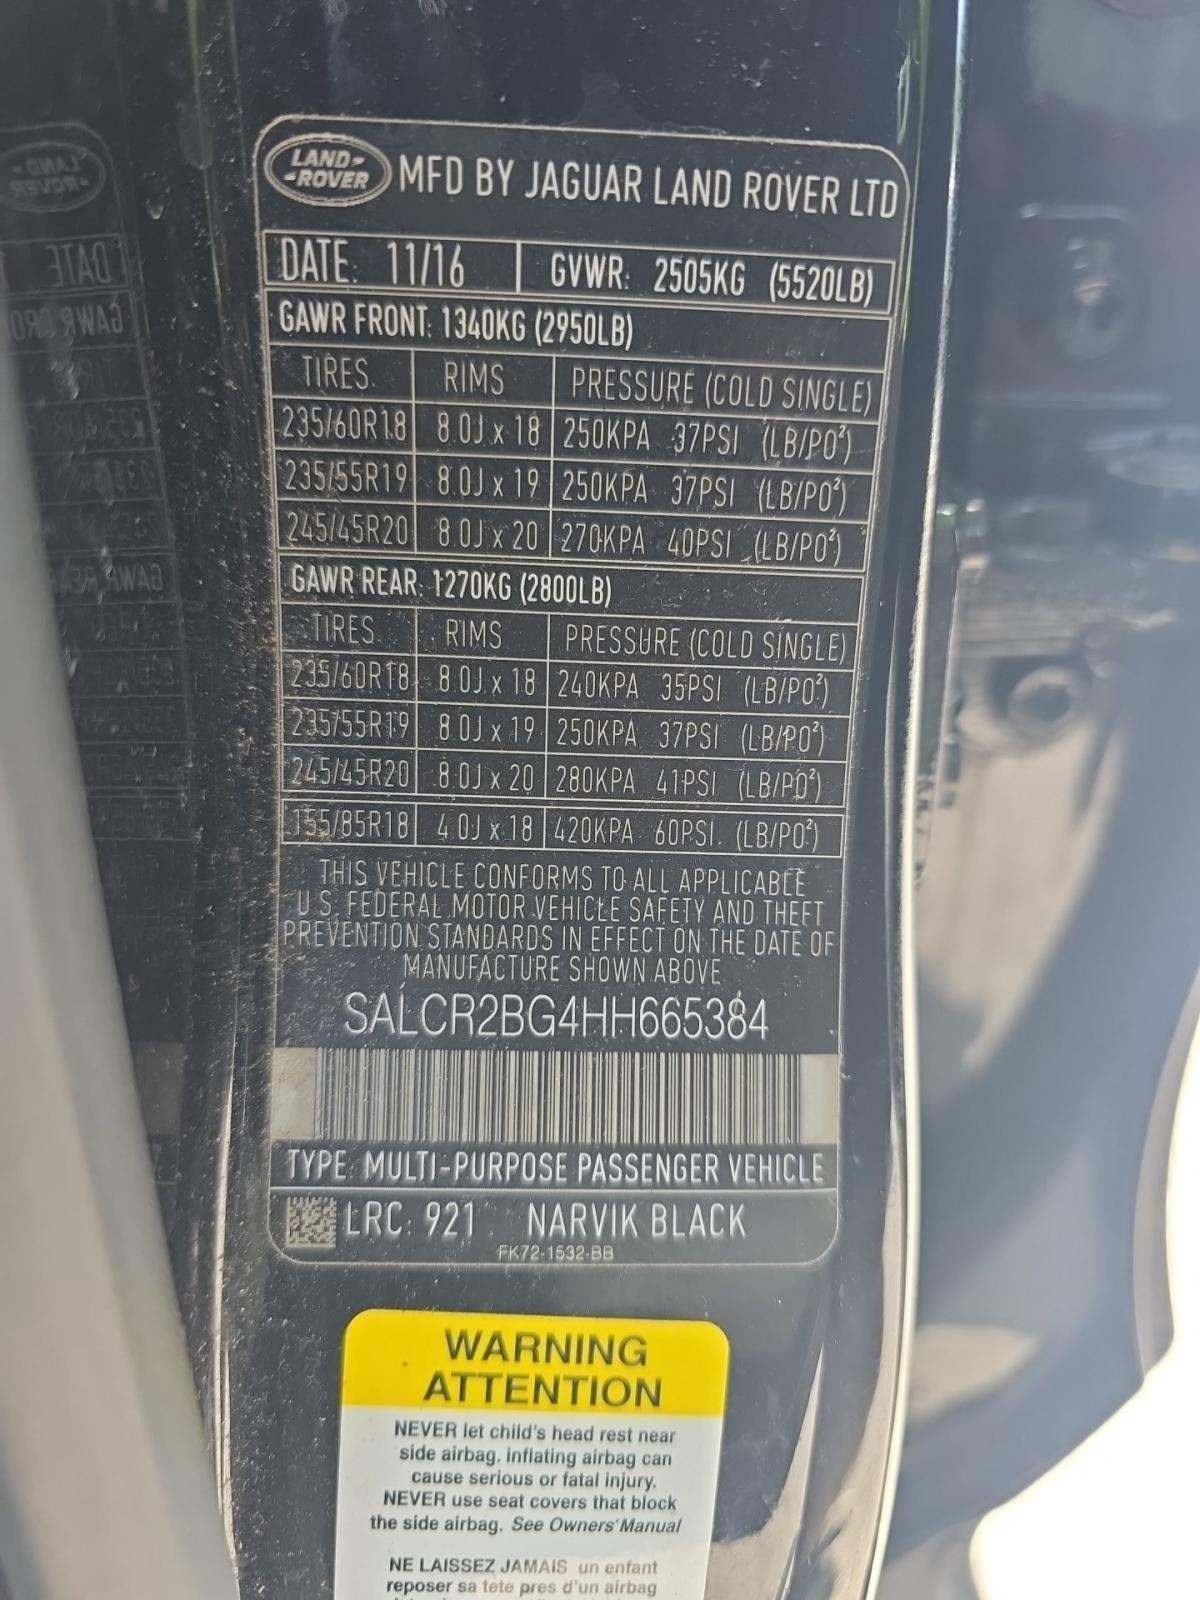 LAND ROVER MFD BY JAGUAR LAND ROVER LTD
DATE: 11/16 GVWR: 2505KG (5520LB)
GAWR FRONT: 1340KG (2950LB)
TIRES RIMS PRESSURE (COLD SINGLE)
235/60R18 8.0J x 18 250KPA 37PSI (LB/PO²)
235/55R19 8.0J x 19 250KPA 37PSI (LB/PO²)
245/45R20 8.0J x 20 270KPA 40PSI (LB/PO²)
GAWR REAR: 1270KG (2800LB)
TIRES RIMS PRESSURE (COLD SINGLE)
235/60R18 8.0J x 18 240KPA 35PSI (LB/PO²)
235/55R19 8.0J x 19 250KPA 37PSI (LB/PO²)
245/45R20 8.0J x 20 280KPA 41PSI (LB/PO²)
155/85R18 4.0J x 18 420KPA 60PSI. (LB/PO²)
THIS VEHICLE CONFORMS TO ALL APPLICABLE
U.S. FEDERAL MOTOR VEHICLE SAFETY AND THEFT
PREVENTION STANDARDS IN EFFECT ON THE DATE OF
MANUFACTURE SHOWN ABOVE
SALCR2BG4HH665384
TYPE: MULTI-PURPOSE PASSENGER VEHICLE
LRC: 921 NARVIK BLACK
FK72-1532-BB
WARNING
ATTENTION
NEVER let child's head rest near
side airbag. inflating airbag can
cause serious or fatal injury.
NEVER use seat covers that block
the side airbag. See Owners' Manual
NE LAISSEZ JAMAIS un enfant
reposer sa tete pres d'un airbag